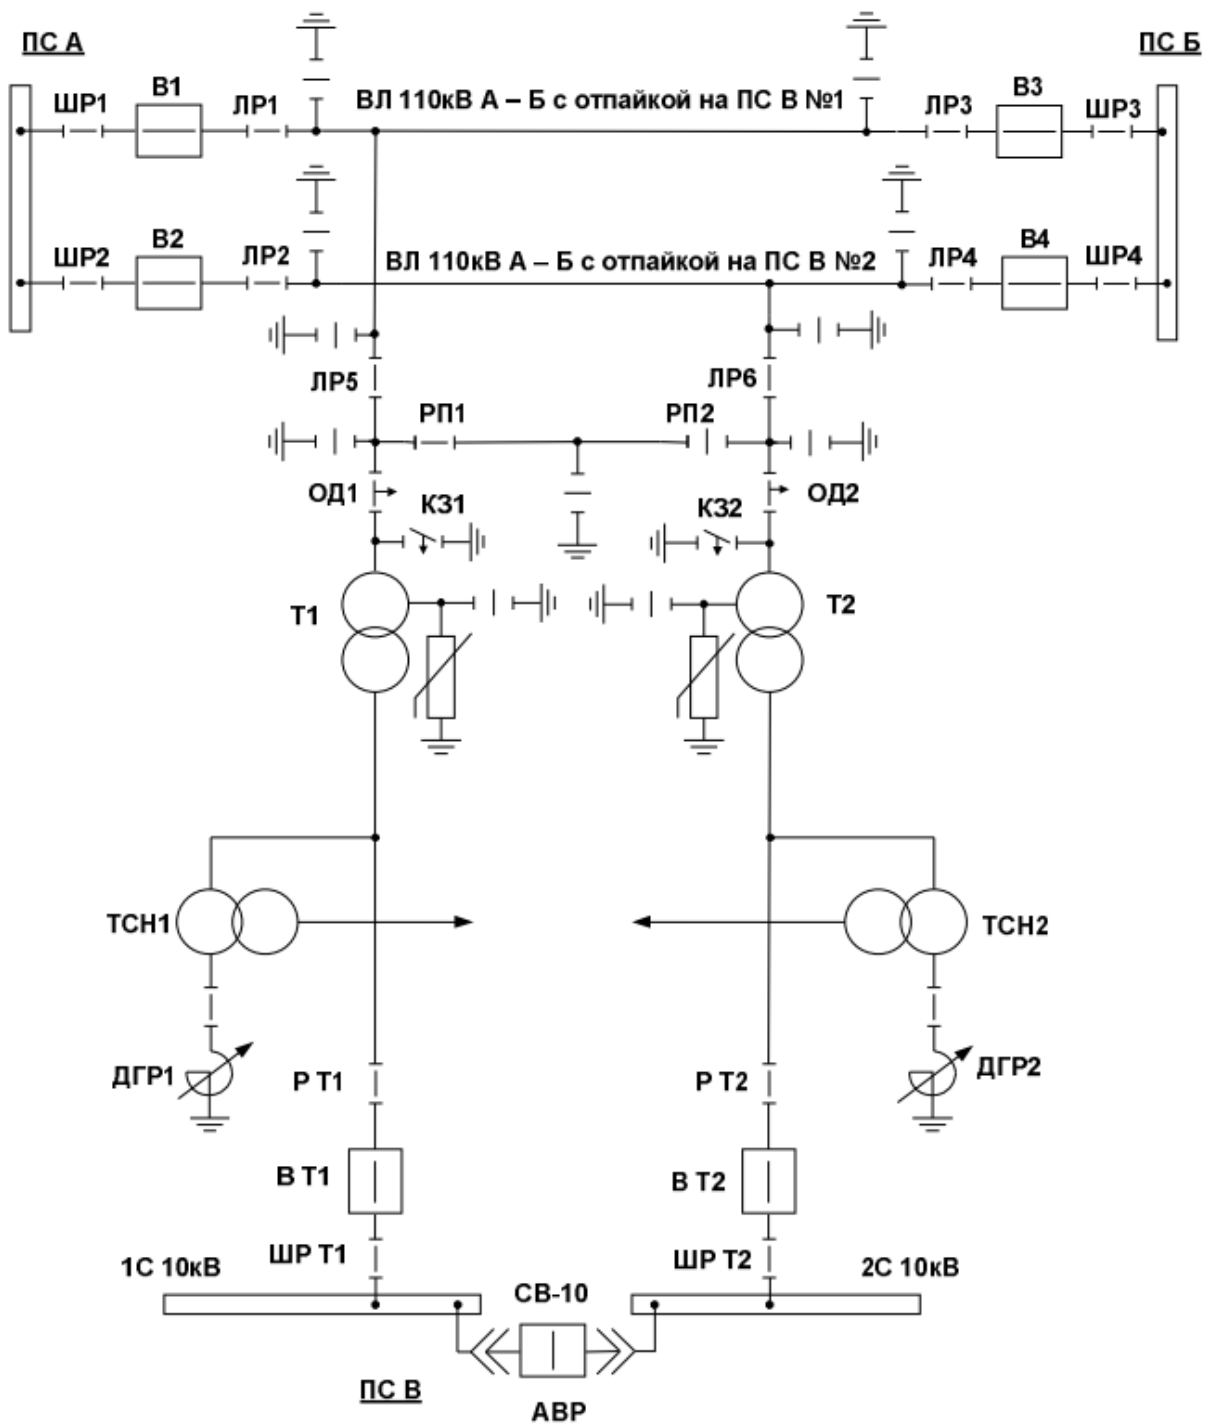 ПС А
ПС Б
ШР1
В1
ЛР1
ВЛ 110кВ А – Б с отпайкой на ПС В №1
ЛР3
В3
ШР3
ШР2
В2
ЛР2
ВЛ 110кВ А – Б с отпайкой на ПС В №2
ЛР4
В4
ШР4
ЛР5
ЛР6
РП1
РП2
ОД1
КЗ1
КЗ2
ОД2
Т1
Т2
ТСН1
ТСН2
ДГР1
Р Т1
Р Т2
ДГР2
В Т1
В Т2
1С 10кВ
ШР Т1
ШР Т2
2С 10кВ
СВ-10
ПС В
АВР